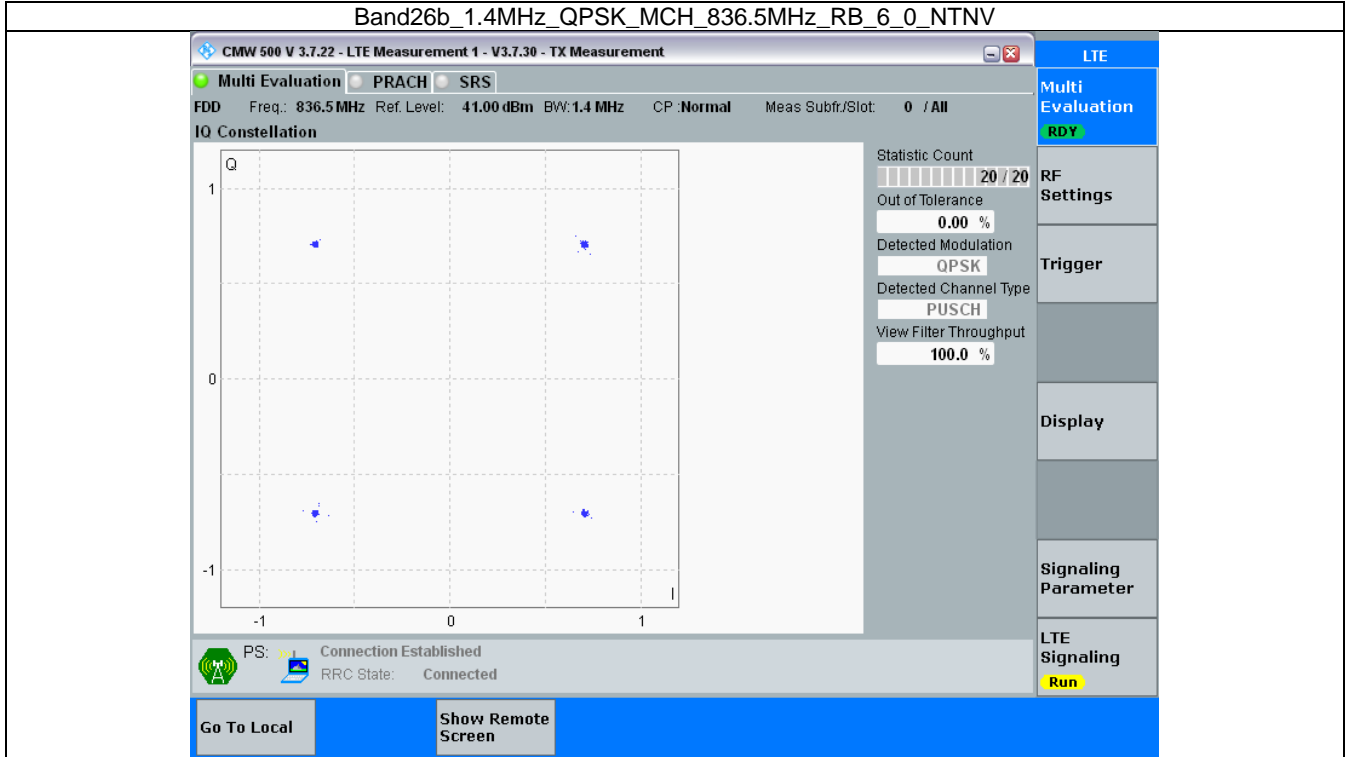 Band26b_1.4MHz_QPSK_MCH_836.5MHz_RB_6_0_NTNV
CMW 500 V 3.7.22 - LTE Measurement 1 - V3.7.30 - TX Measurement
LTE
Multi Evaluation PRACH SRS
FDD Freq.: 836.5 MHz Ref. Level: 41.00 dBm BW: 1.4 MHz CP :Normal Meas Subfr./Slot: 0 / All
IQ Constellation
Q
1
0
-1
I
-1 0 1
Statistic Count
20 / 20
Out of Tolerance
0.00 %
Detected Modulation
QPSK
Detected Channel Type
PUSCH
View Filter Throughput
100.0 %
Multi
Evaluation
RDY
RF
Settings
Trigger
Display
Signaling
Parameter
LTE
Signaling
Run
PS: Connection Established
RRC State: Connected
Go To Local
Show Remote
Screen